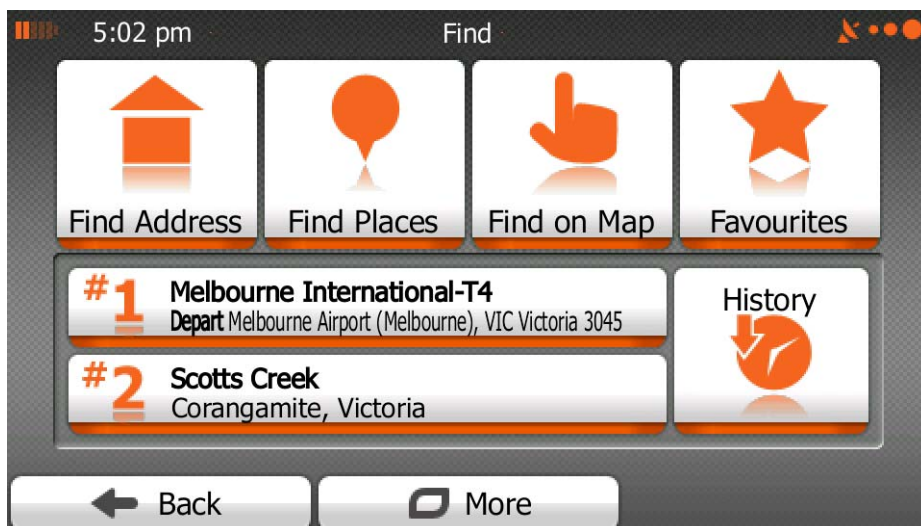 5:02 pm Find
Find Address Find Places Find on Map Favourites
#1 Melbourne International-T4
Depart Melbourne Airport (Melbourne), VIC Victoria 3045
History
#2 Scotts Creek
Corangamite, Victoria
Back More